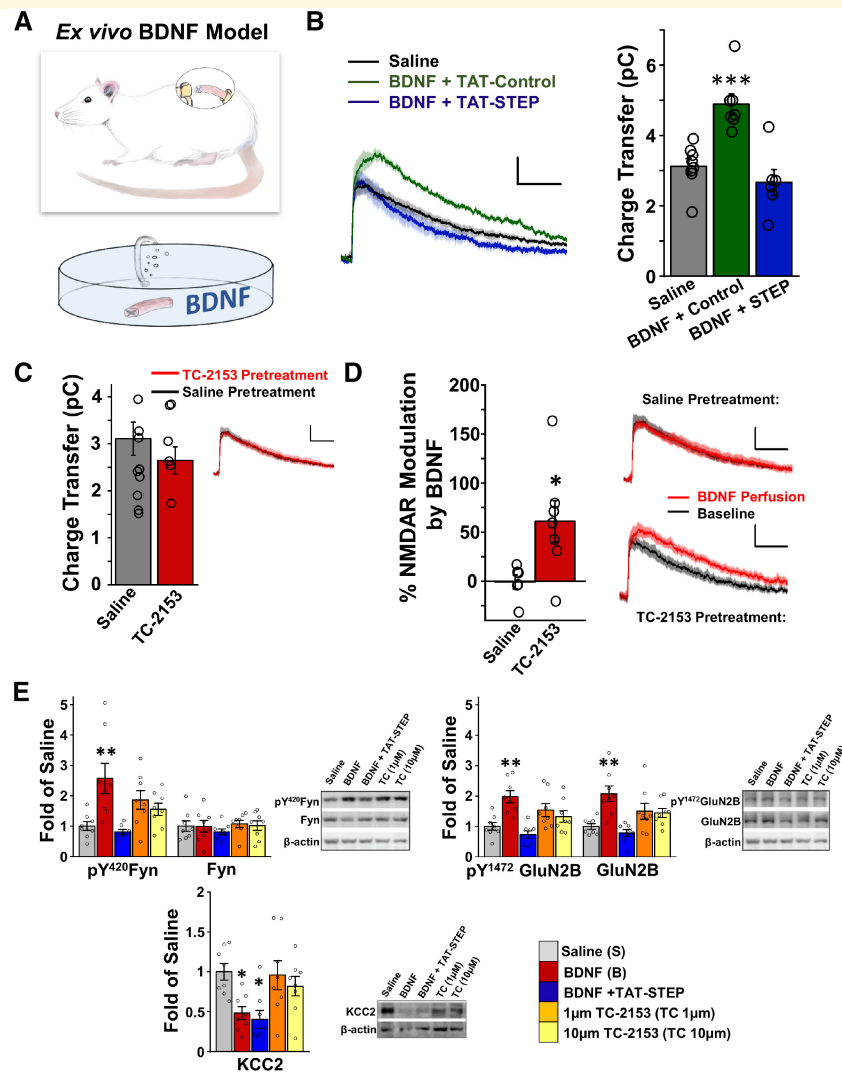 A
Ex vivo BDNF Model
BDNF
B
Saline
BDNF + TAT-Control
BDNF + TAT-STEP
Charge Transfer (pC)
6
4
2
0
***
Saline
BDNF + Control
BDNF + STEP
C
TC-2153 Pretreatment
Saline Pretreatment
Charge Transfer (pC)
4
3
2
1
0
Saline
TC-2153
D
% NMDAR Modulation
by BDNF
200
150
100
50
0
*
Saline
TC-2153
Saline Pretreatment:
BDNF Perfusion
Baseline
TC-2153 Pretreatment:
E
Fold of Saline
5
4
3
2
1
0
**
pY420Fyn
Fyn
Saline
BDNF
BDNF + TAT-STEP
TC (1μM)
TC (10μM)
pY420Fyn
Fyn
β-actin
Fold of Saline
5
4
3
2
1
0
**
**
pY1472 GluN2B
GluN2B
Saline
BDNF
BDNF + TAT-STEP
TC (1μM)
TC (10μM)
pY1472GluN2B
GluN2B
β-actin
Fold of Saline
2
1.5
1
0.5
0
*
*
KCC2
Saline
BDNF
BDNF + TAT-STEP
TC (1μM)
TC (10μM)
KCC2
β-actin
Saline (S)
BDNF (B)
BDNF +TAT-STEP
1μm TC-2153 (TC 1μm)
10μm TC-2153 (TC 10μm)